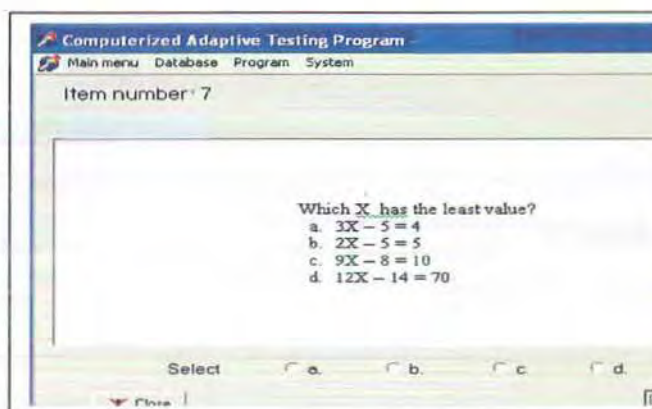 Computerized Adaptive Testing Program -
Main menu Database Program System
Item number 7
Which X has the least value?
a. 3X – 5 = 4
b. 2X – 5 = 5
c. 9X – 8 = 10
d. 12X – 14 = 70
Select a. b. c. d.
Close